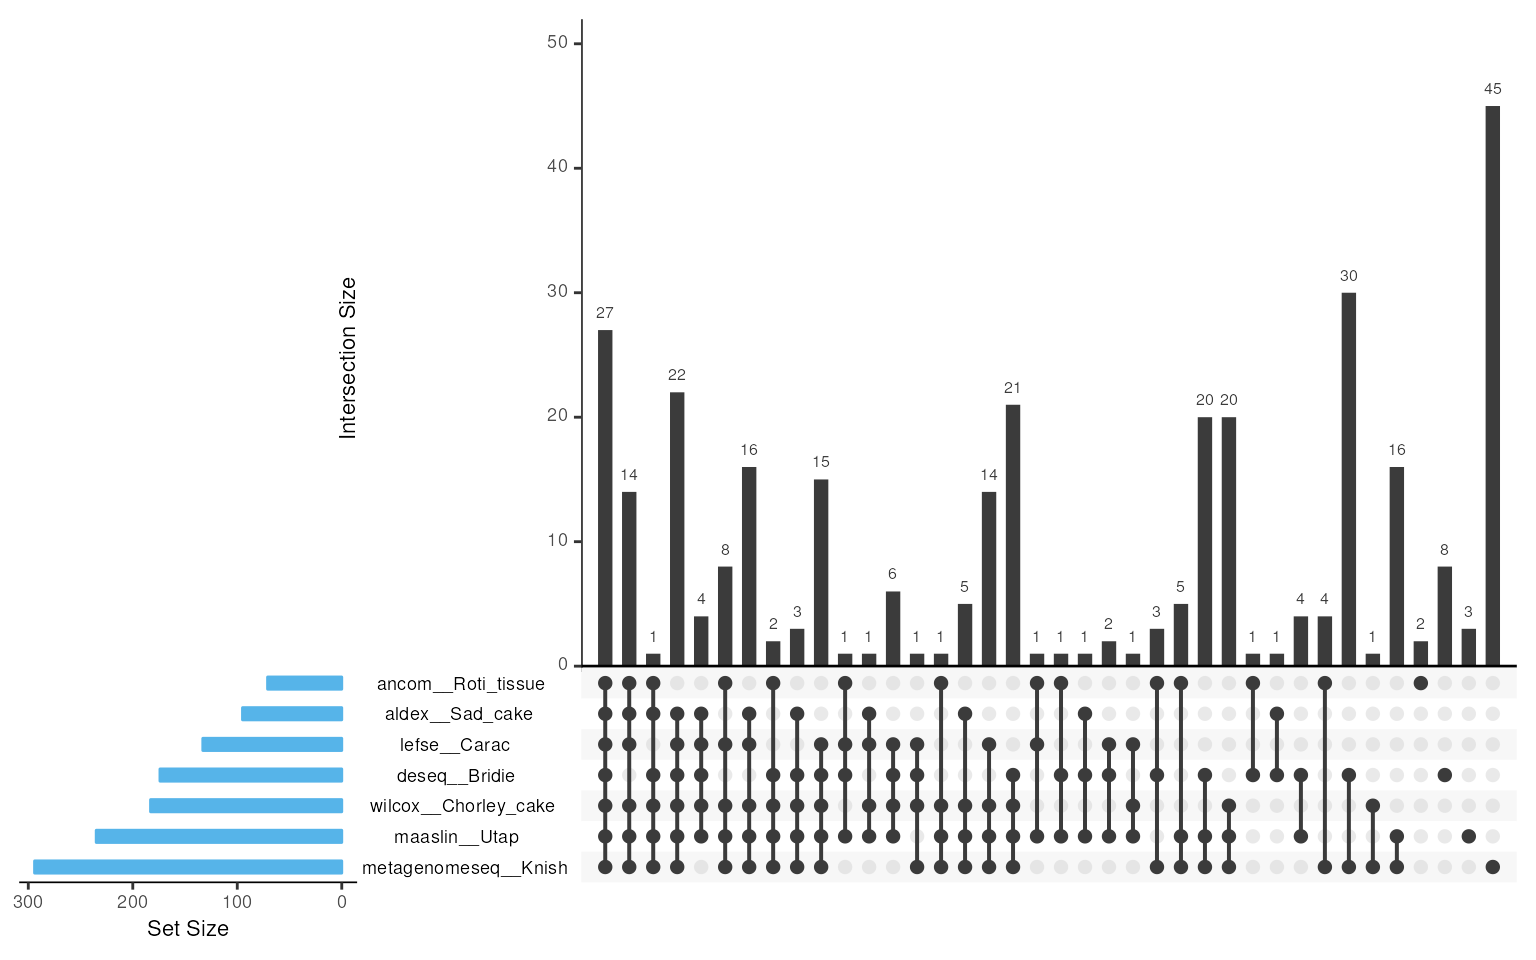 50
40
30
20
10
0
Intersection Size
27 14 1 22 4 8 16 2 3 15 1 1 6 1 1 5 14 21 1 1 1 2 1 3 5 20 20 1 1 4 4 30 1 16 2 8 3 45
ancom__Roti_tissue
aldex__Sad_cake
lefse__Carac
deseq__Bridie
wilcox__Chorley_cake
maaslin__Utap
metagenomeseq__Knish
300 200 100 0
Set Size